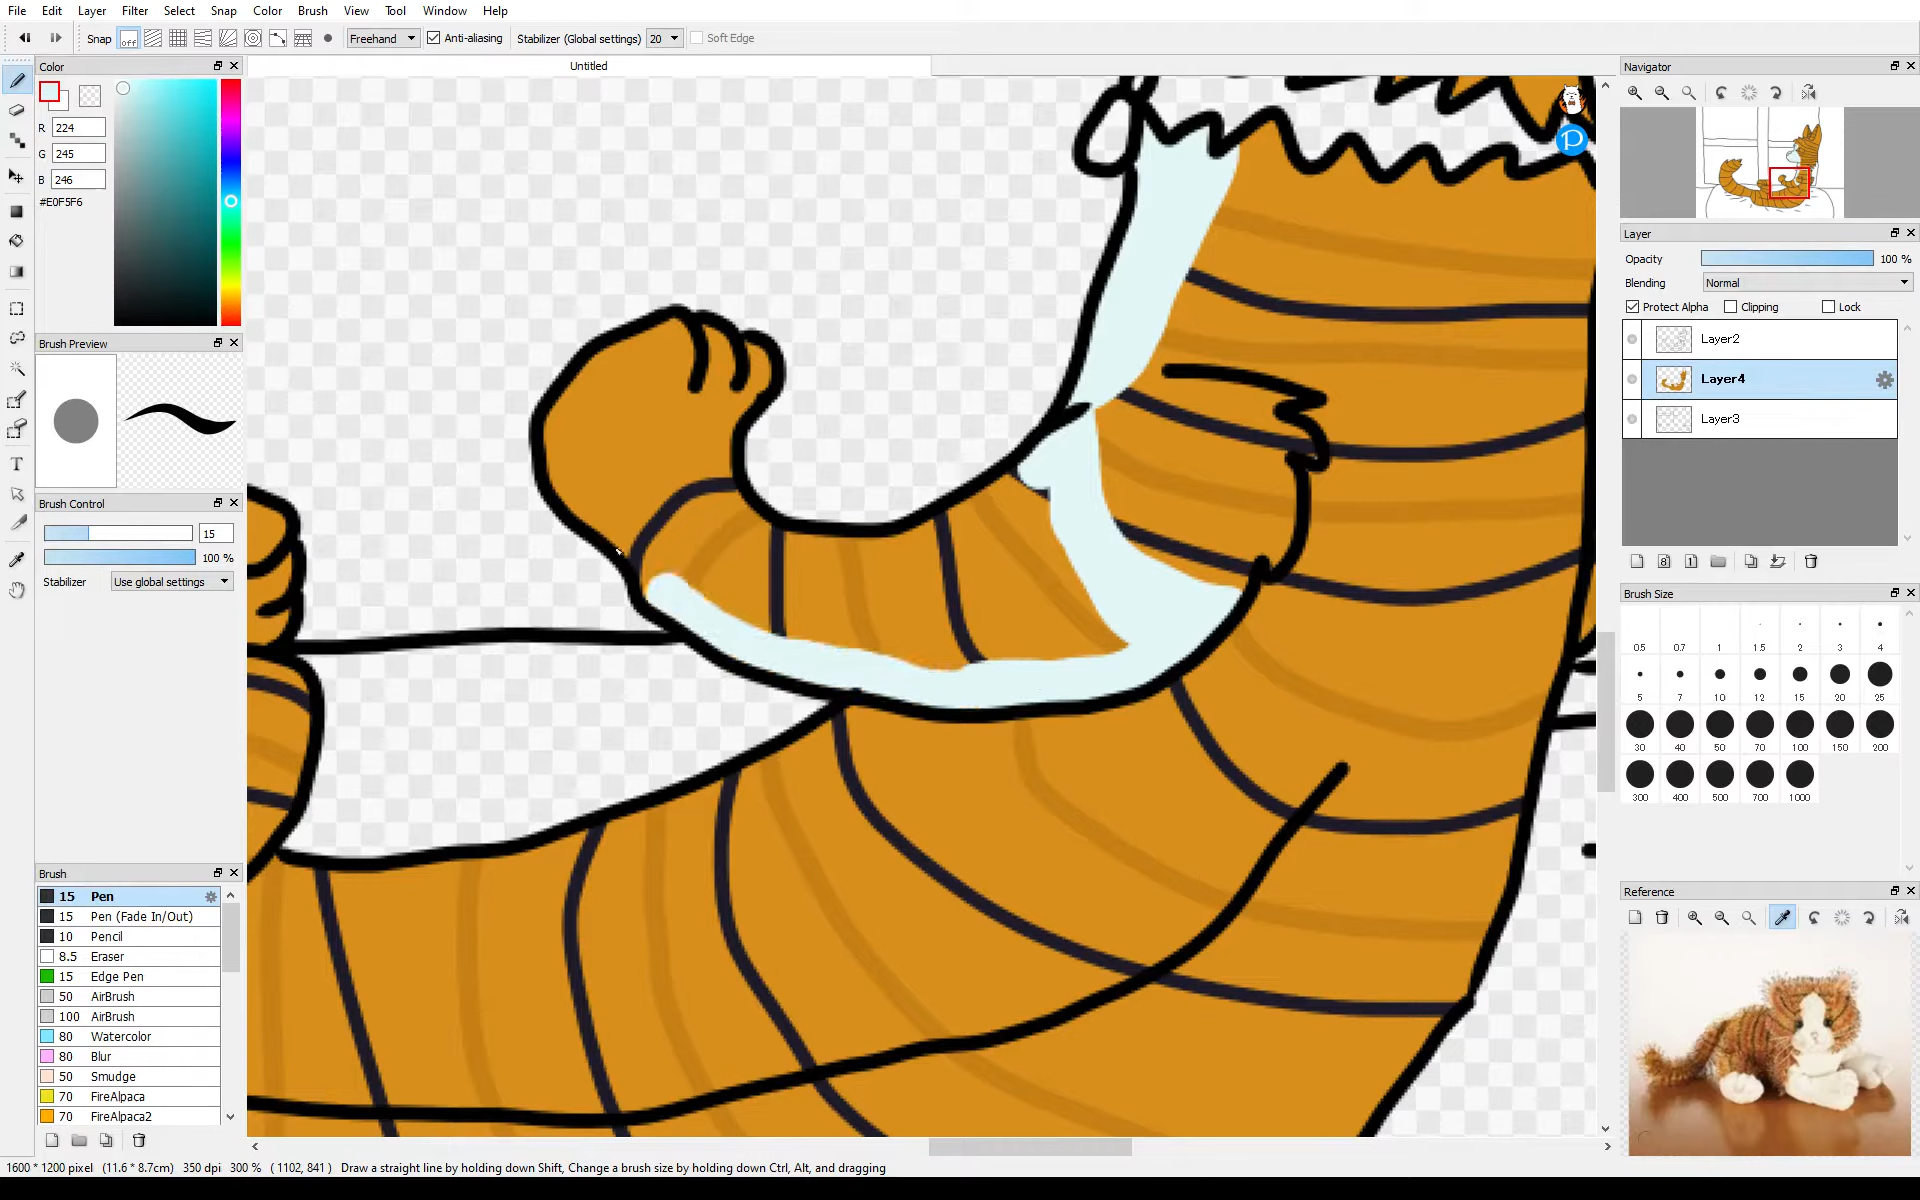 File Edit Layer Filter Select Snap Color Brush View Tool Window Help
Snap off Freehand Anti-aliasing Stabilizer (Global settings) 20 Soft Edge
Color
Untitled
Navigator
R 224
G 245
B 246
#E0F5F6
Layer
Opacity 100 %
Blending Normal
Protect Alpha Clipping Lock
Layer2
Layer4
Layer3
Brush Preview
Brush Control
15
100 %
Stabilizer Use global settings
Brush Size
0.5 0.7 1 1.5 2 3 4
5 7 10 12 15 20 25
30 40 50 70 100 150 200
300 400 500 700 1000
Brush
15 Pen
15 Pen (Fade In/Out)
10 Pencil
8.5 Eraser
15 Edge Pen
50 AirBrush
100 AirBrush
80 Watercolor
80 Blur
50 Smudge
70 FireAlpaca
70 FireAlpaca2
Reference
1600 * 1200 pixel (11.6 * 8.7cm) 350 dpi 300 % ( 1102, 841 ) Draw a straight line by holding down Shift, Change a brush size by holding down Ctrl, Alt, and dragging